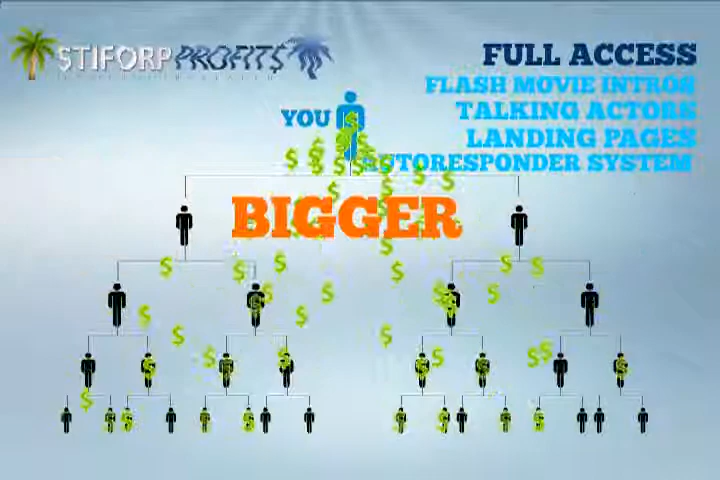 STIFORP PROFITS
FULL ACCESS
FLASH MOVIE INTROS
TALKING ACTORS
LANDING PAGES
AUTORESPONDER SYSTEM
YOU
BIGGER